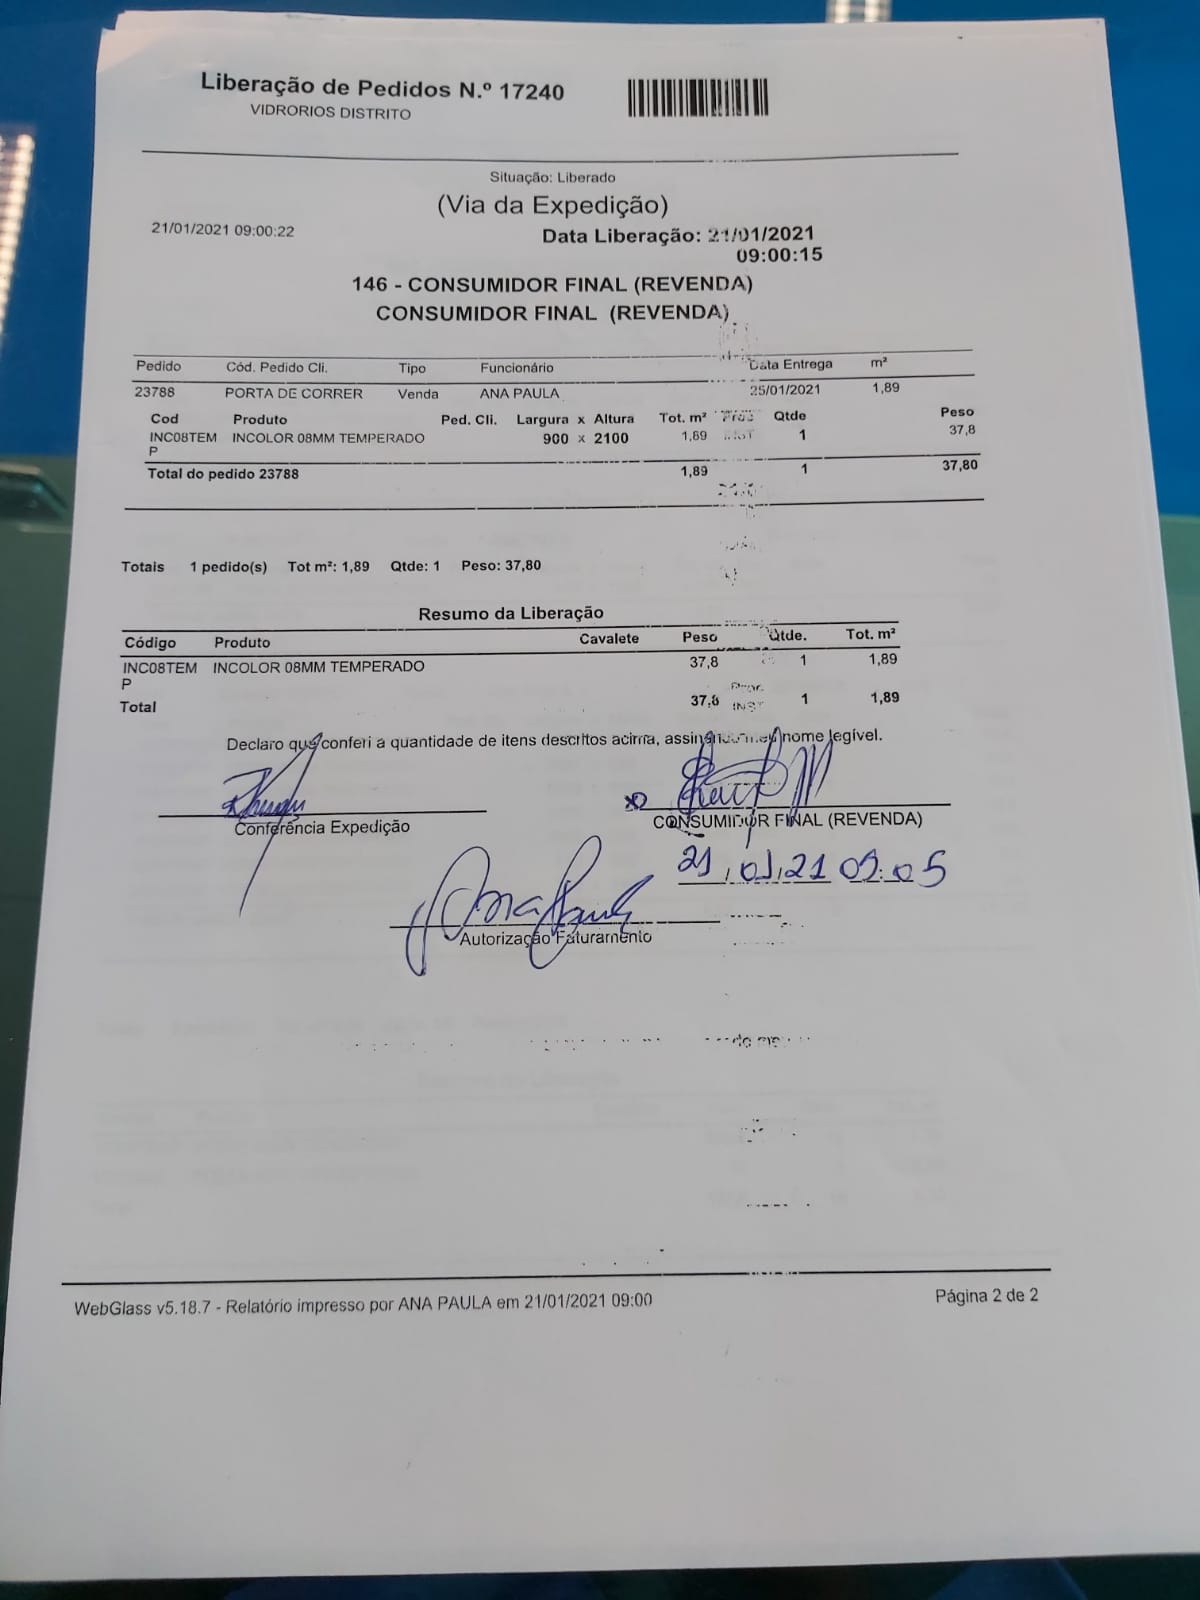 Liberação de Pedidos N.º 17240
VIDRORIOS DISTRITO
Situação: Liberado
(Via da Expedição)
21/01/2021 09:00:22
Data Liberação: 21/01/2021
09:00:15
146 - CONSUMIDOR FINAL (REVENDA)
CONSUMIDOR FINAL (REVENDA)
Pedido Cód. Pedido Cli. Tipo Funcionário Data Entrega m²
23788 PORTA DE CORRER Venda ANA PAULA 25/01/2021 1,89
Cod Produto Ped. Cli. Largura x Altura Tot. m² Proc Qtde Peso
INC08TEM INCOLOR 08MM TEMPERADO 900 x 2100 1,89 INST 1 37,8
P
Total do pedido 23788 1,89 1 37,80
Totais 1 pedido(s) Tot m²: 1,89 Qtde: 1 Peso: 37,80
Resumo da Liberação
Código Produto Cavalete Peso Qtde. Tot. m²
INC08TEM INCOLOR 08MM TEMPERADO 37,8 1 1,89
P
Proc.
Total 37,8 INST 1 1,89
Declaro que conferi a quantidade de itens descritos acima, assinando meu nome legível.
Conferência Expedição
CONSUMIDOR FINAL (REVENDA)
21/01/21 09:05
Ana Paula
Autorização Faturamento
WebGlass v5.18.7 - Relatório impresso por ANA PAULA em 21/01/2021 09:00
Página 2 de 2